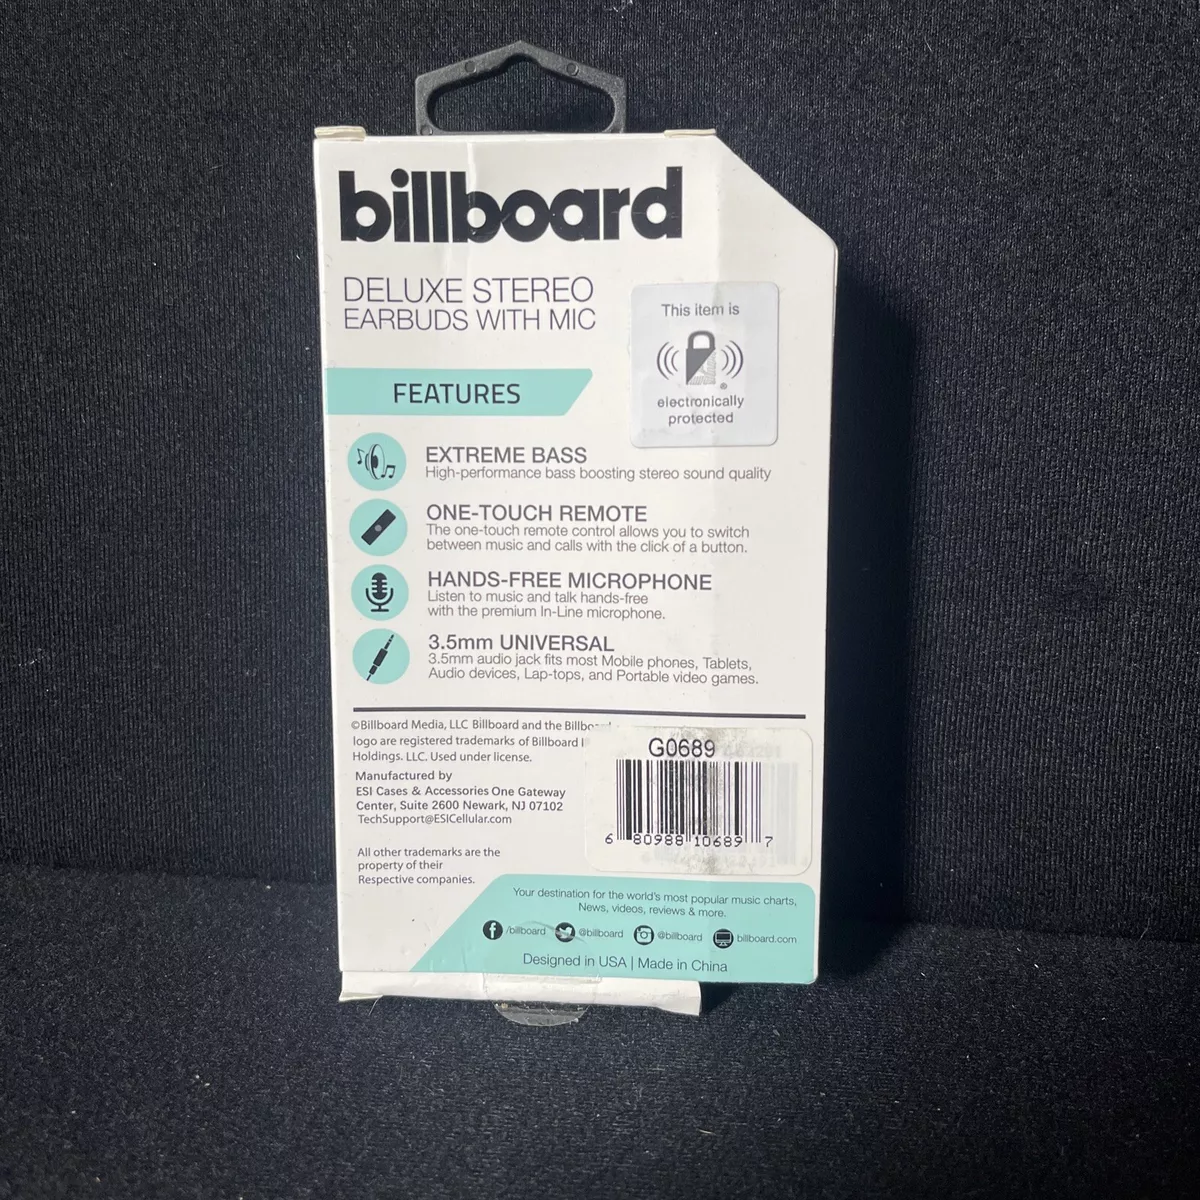 billboard
DELUXE STEREO
EARBUDS WITH MIC
This item is
®
electronically
protected
FEATURES
EXTREME BASS
High-performance bass boosting stereo sound quality
ONE-TOUCH REMOTE
The one-touch remote control allows you to switch
between music and calls with the click of a button.
HANDS-FREE MICROPHONE
Listen to music and talk hands-free
with the premium In-Line microphone.
3.5mm UNIVERSAL
3.5mm audio jack fits most Mobile phones, Tablets,
Audio devices, Lap-tops, and Portable video games.
©Billboard Media, LLC Billboard and the
logo are registered trademarks of Billboard
Holdings. LLC. Used under license.
Manufactured by
ESI Cases & Accessories One Gateway
Center, Suite 2600 Newark, NJ 07102
TechSupport@ESICellular.com
All other trademarks are the
property of their
Respective companies.
G0689
6 80988 10689 7
Your destination for the world's most popular music charts,
News, videos, reviews & more.
/billboard @billboard @billboard billboard.com
Designed in USA | Made in China